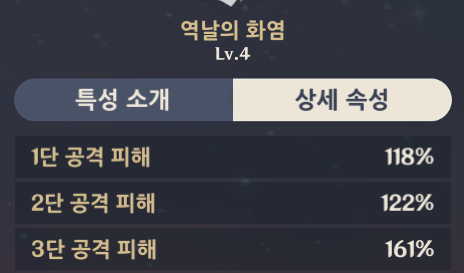 역날의 화염
Lv.4
특성 소개
상세 속성
1단 공격 피해 118%
2단 공격 피해 122%
3단 공격 피해 161%